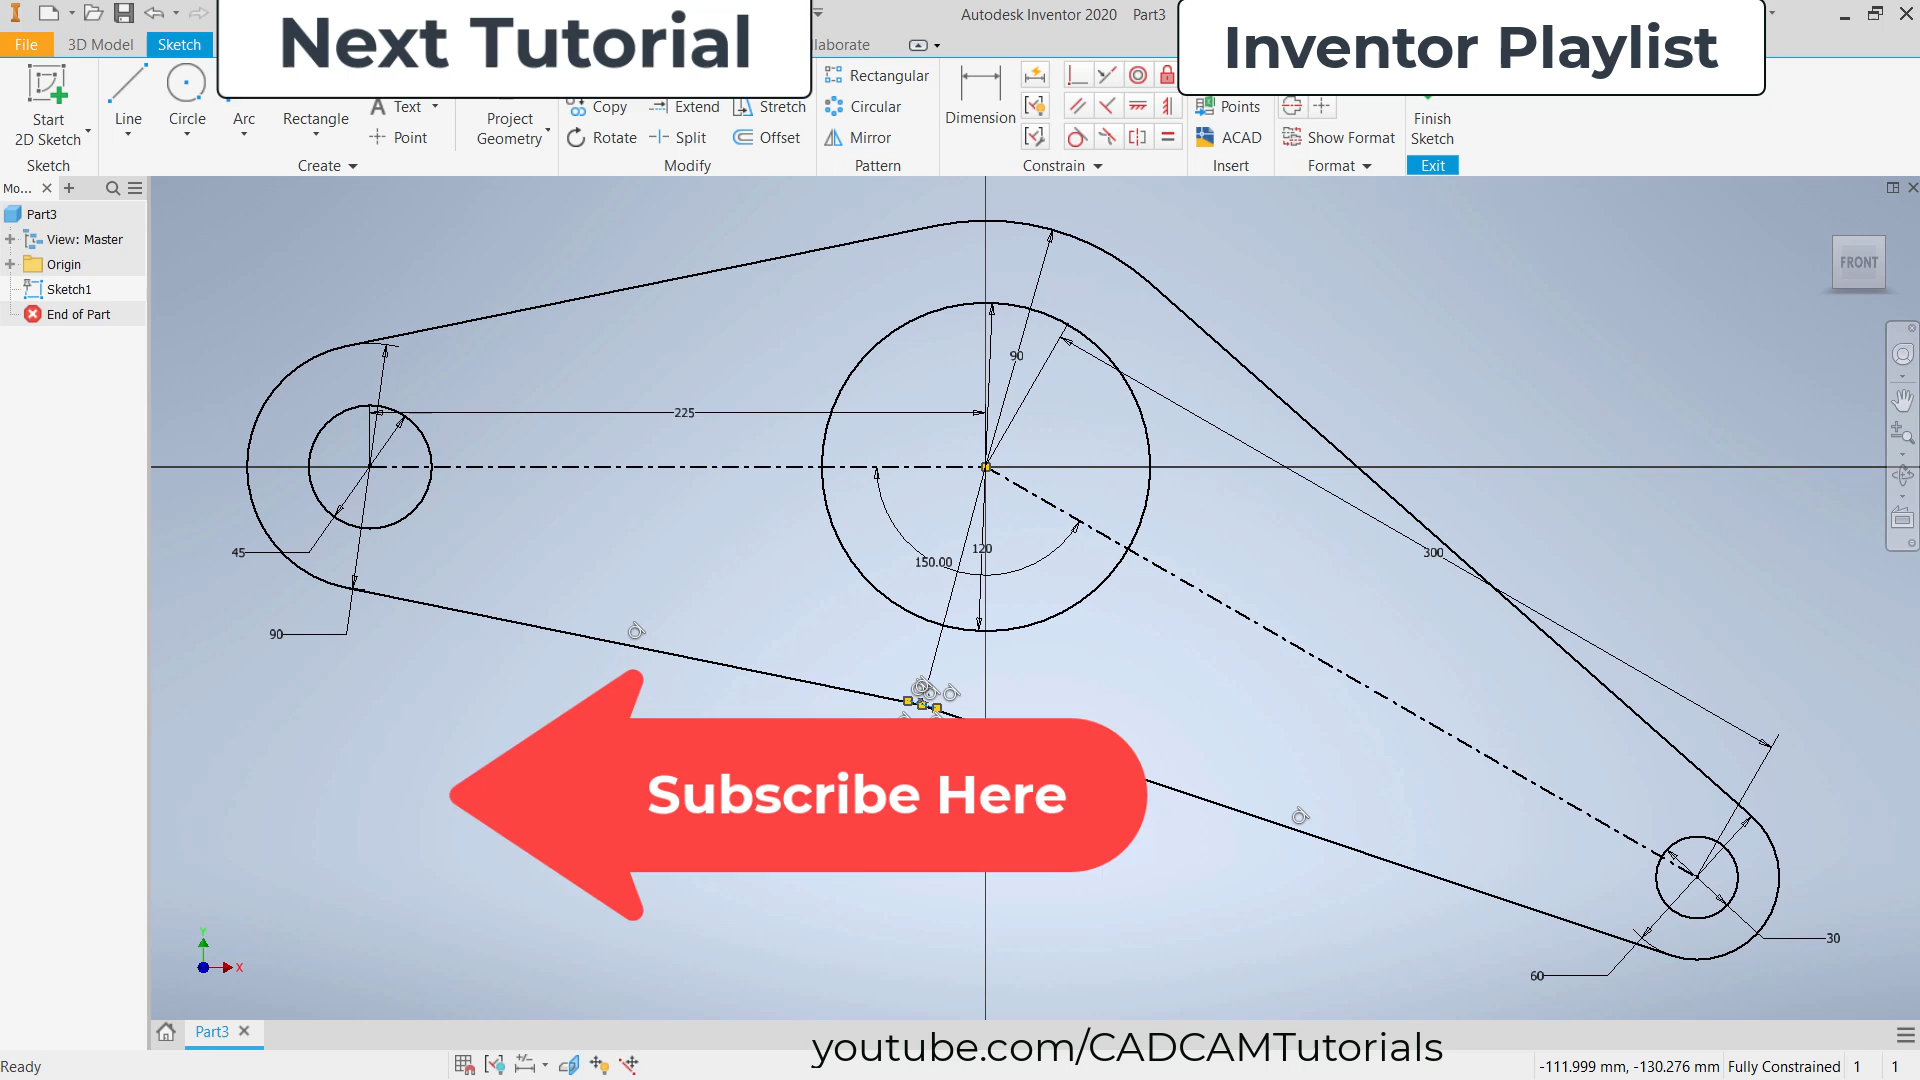 Next Tutorial
Inventor Playlist
Autodesk Inventor 2020 Part3
File 3D Model Sketch laborate
Start
2D Sketch
Line
Circle
Arc
Rectangle
Text
Point
Project
Geometry
Copy
Extend
Stretch
Rotate
Split
Offset
Rectangular
Circular
Mirror
Dimension
Points
ACAD
Show Format
Finish
Sketch
Sketch Create Modify Pattern Constrain Insert Format Exit
Mo...
Part3
View: Master
Origin
Sketch1
End of Part
FRONT
90
225
45
120
150.00
300
90
Subscribe Here
30
60
Y
X
Part3
youtube.com/CADCAMTutorials
Ready
-111.999 mm, -130.276 mm Fully Constrained 1 1